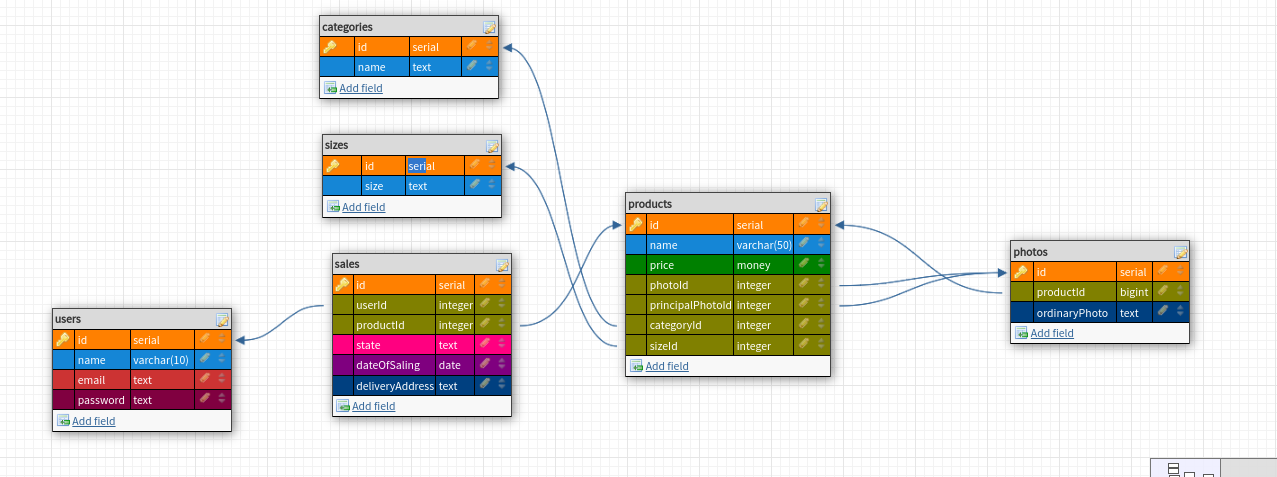 categories
id serial
name text
Add field
sizes
id serial
size text
Add field
sales
id serial
userId integer
productId integer
state text
dateOfSaling date
deliveryAddress text
Add field
users
id serial
name varchar(10)
email text
password text
Add field
products
id serial
name varchar(50)
price money
photoId integer
principalPhotoId integer
categoryId integer
sizeId integer
Add field
photos
id serial
productId bigint
ordinaryPhoto text
Add field